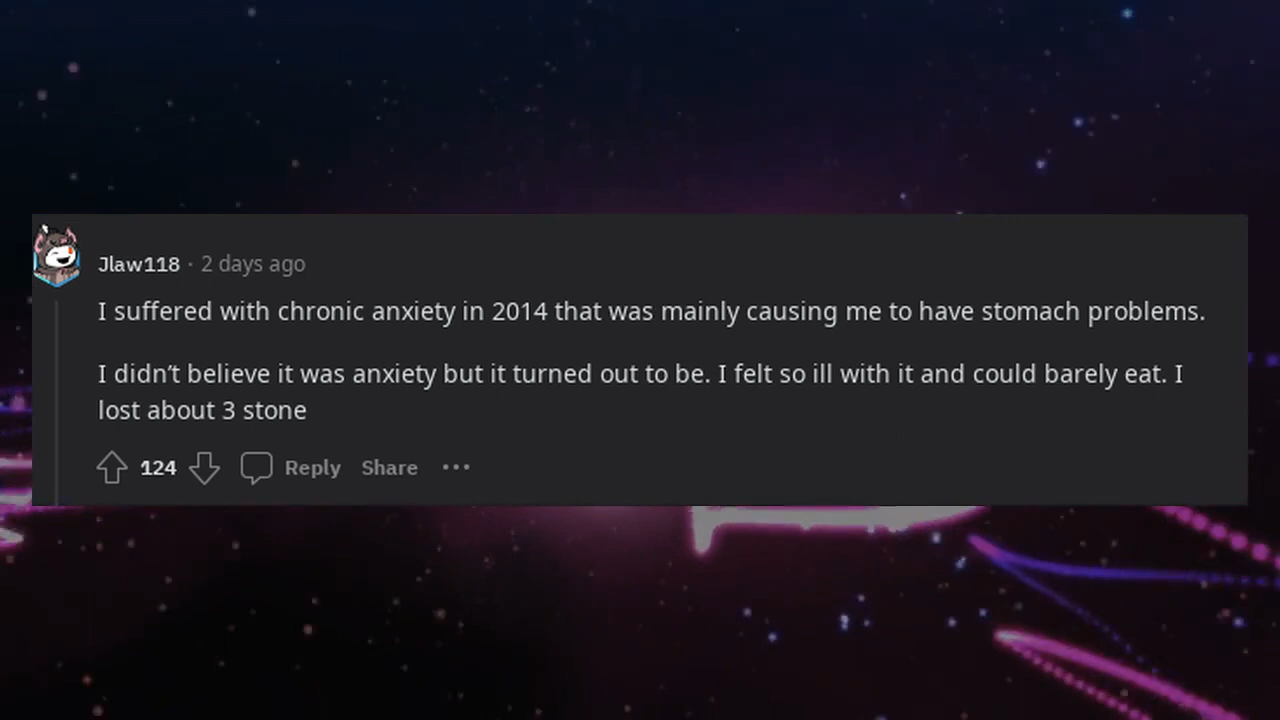 Jlaw118 · 2 days ago
I suffered with chronic anxiety in 2014 that was mainly causing me to have stomach problems.
I didn’t believe it was anxiety but it turned out to be. I felt so ill with it and could barely eat. I
lost about 3 stone
124 Reply Share